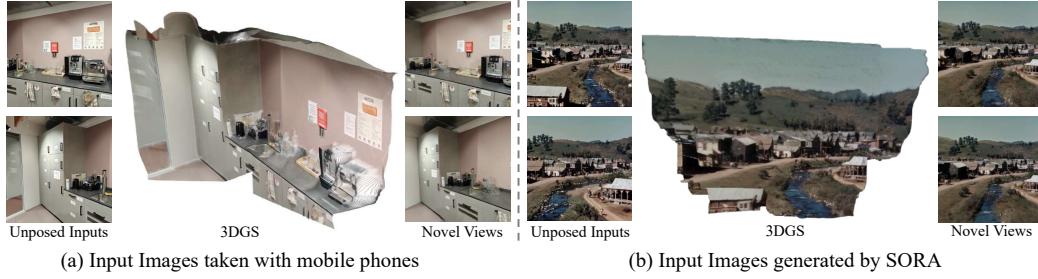 Unposed Inputs
3DGS
Novel Views
Unposed Inputs
3DGS
Novel Views
(a) Input Images taken with mobile phones
(b) Input Images generated by SORA